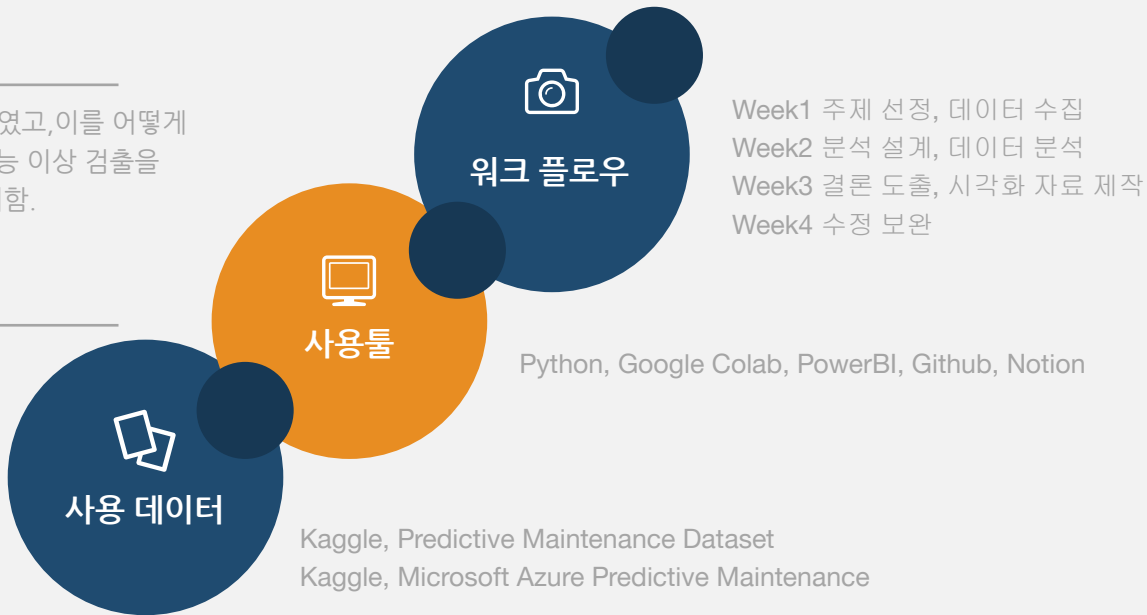 였고,이를 어떻게
능 이상 검출을
함.
워크 플로우
Week1 주제 선정, 데이터 수집
Week2 분석 설계, 데이터 분석
Week3 결론 도출, 시각화 자료 제작
Week4 수정 보완
사용툴
Python, Google Colab, PowerBI, Github, Notion
사용 데이터
Kaggle, Predictive Maintenance Dataset
Kaggle, Microsoft Azure Predictive Maintenance